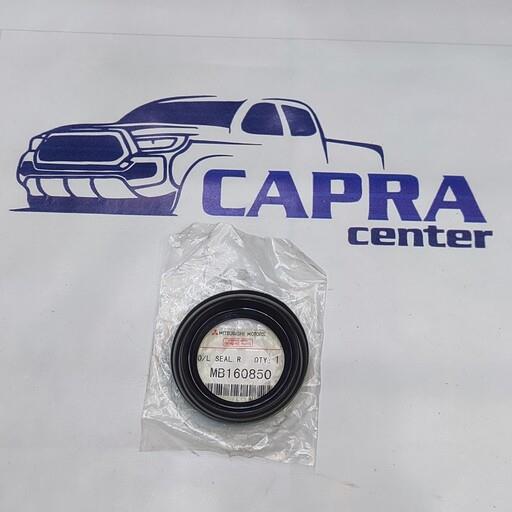 CAPRA
center
MITSUBISHI MOTORS
O/L SEAL.R QTY: 1
MB160850